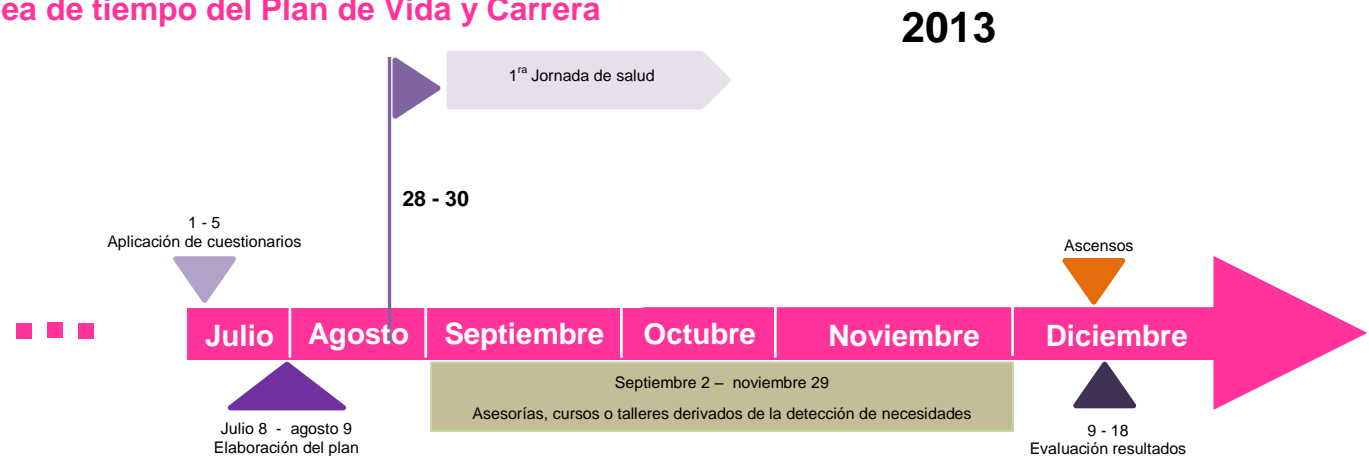 ea de tiempo del Plan de Vida y Carrera
2013
1ra Jornada de salud
28 - 30
1 - 5
Aplicación de cuestionarios
Ascensos
Julio
Agosto
Septiembre
Octubre
Noviembre
Diciembre
Septiembre 2 – noviembre 29
Asesorías, cursos o talleres derivados de la detección de necesidades
Julio 8 - agosto 9
Elaboración del plan
9 - 18
Evaluación resultados